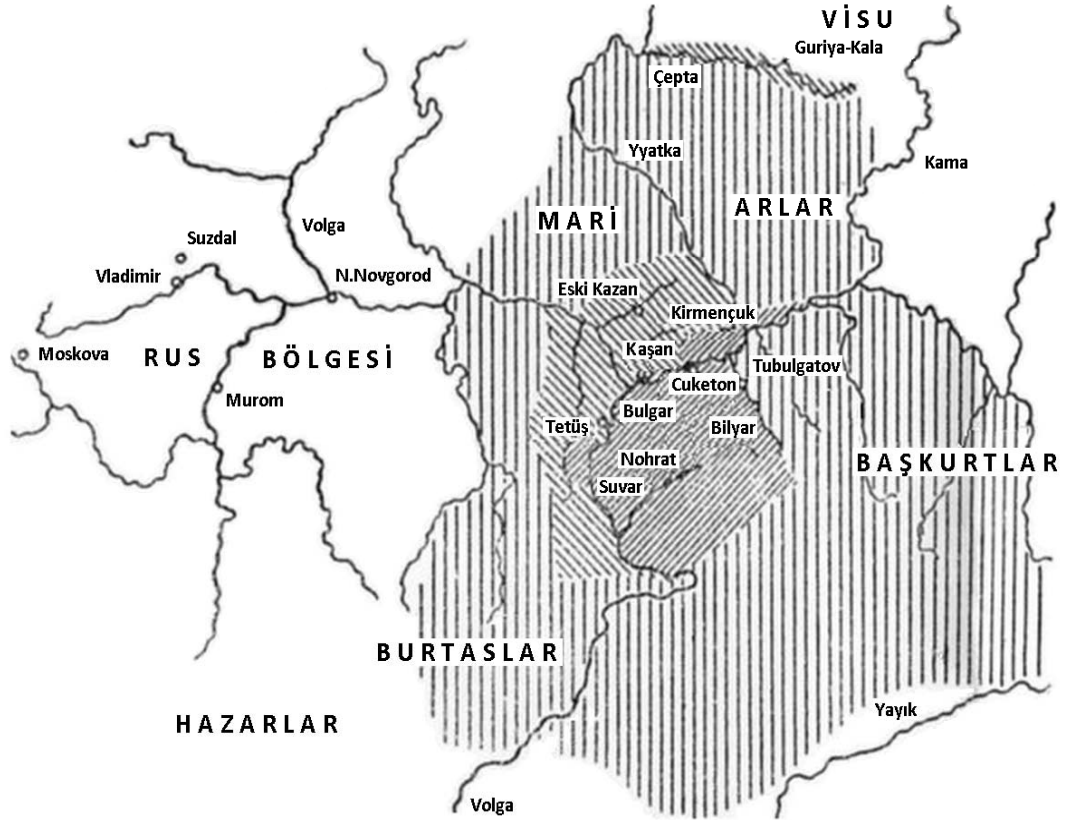 VİSU
Guriya-Kala
Çepta
Yyatka
Kama
ARLAR
MARİ
Volga
Suzdal
Vladimir
N.Novgorod
Eski Kazan
Kirmençuk
Moskova
RUS BÖLGESİ
Kaşan
Tubulgatov
Cuketon
Murom
Bulgar
Tetüş
Bilyar
Nohrat
BAŞKURTLAR
Suvar
BURTASLAR
HAZARLAR
Yayık
Volga